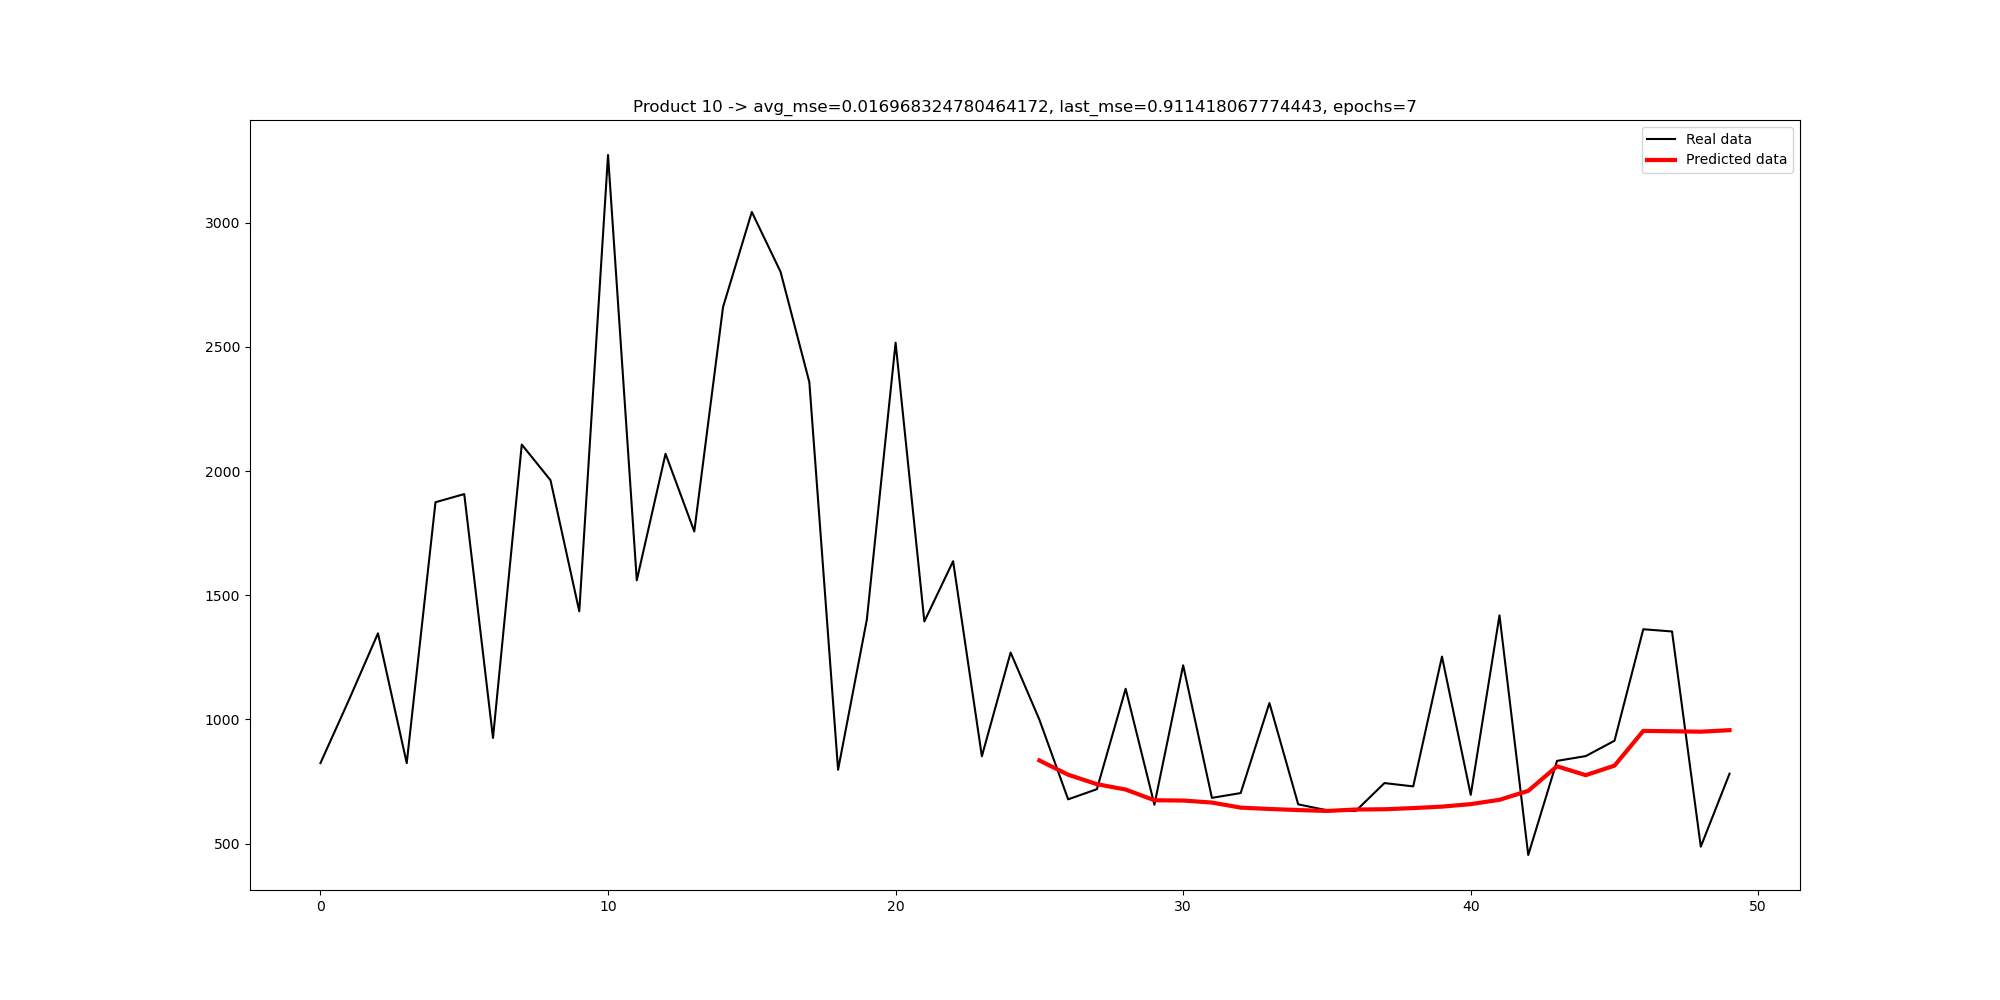 Product 10 -> avg_mse=0.016968324780464172, last_mse=0.911418067774443, epochs=7
Real data
Predicted data
3000
2500
2000
1500
1000
500
0 10 20 30 40 50